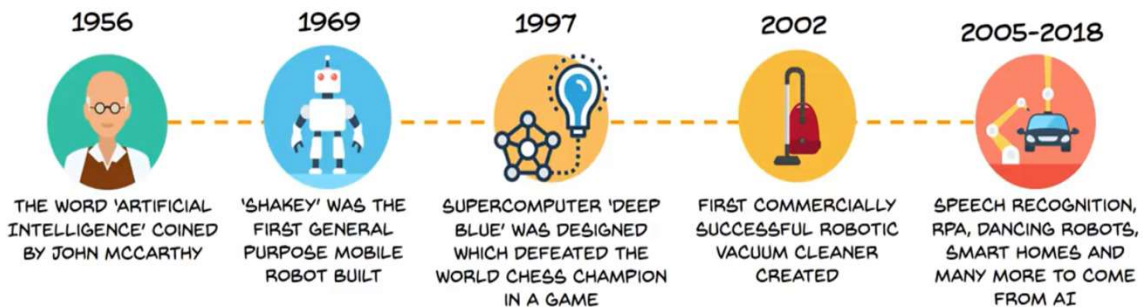 1956
THE WORD 'ARTIFICIAL
INTELLIGENCE' COINED
BY JOHN MCCARTHY
1969
'SHAKEY' WAS THE
FIRST GENERAL
PURPOSE MOBILE
ROBOT BUILT
1997
SUPERCOMPUTER 'DEEP
BLUE' WAS DESIGNED
WHICH DEFEATED THE
WORLD CHESS CHAMPION
IN A GAME
2002
FIRST COMMERCIALLY
SUCCESSFUL ROBOTIC
VACUUM CLEANER
CREATED
2005-2018
SPEECH RECOGNITION,
RPA, DANCING ROBOTS,
SMART HOMES AND
MANY MORE TO COME
FROM AI